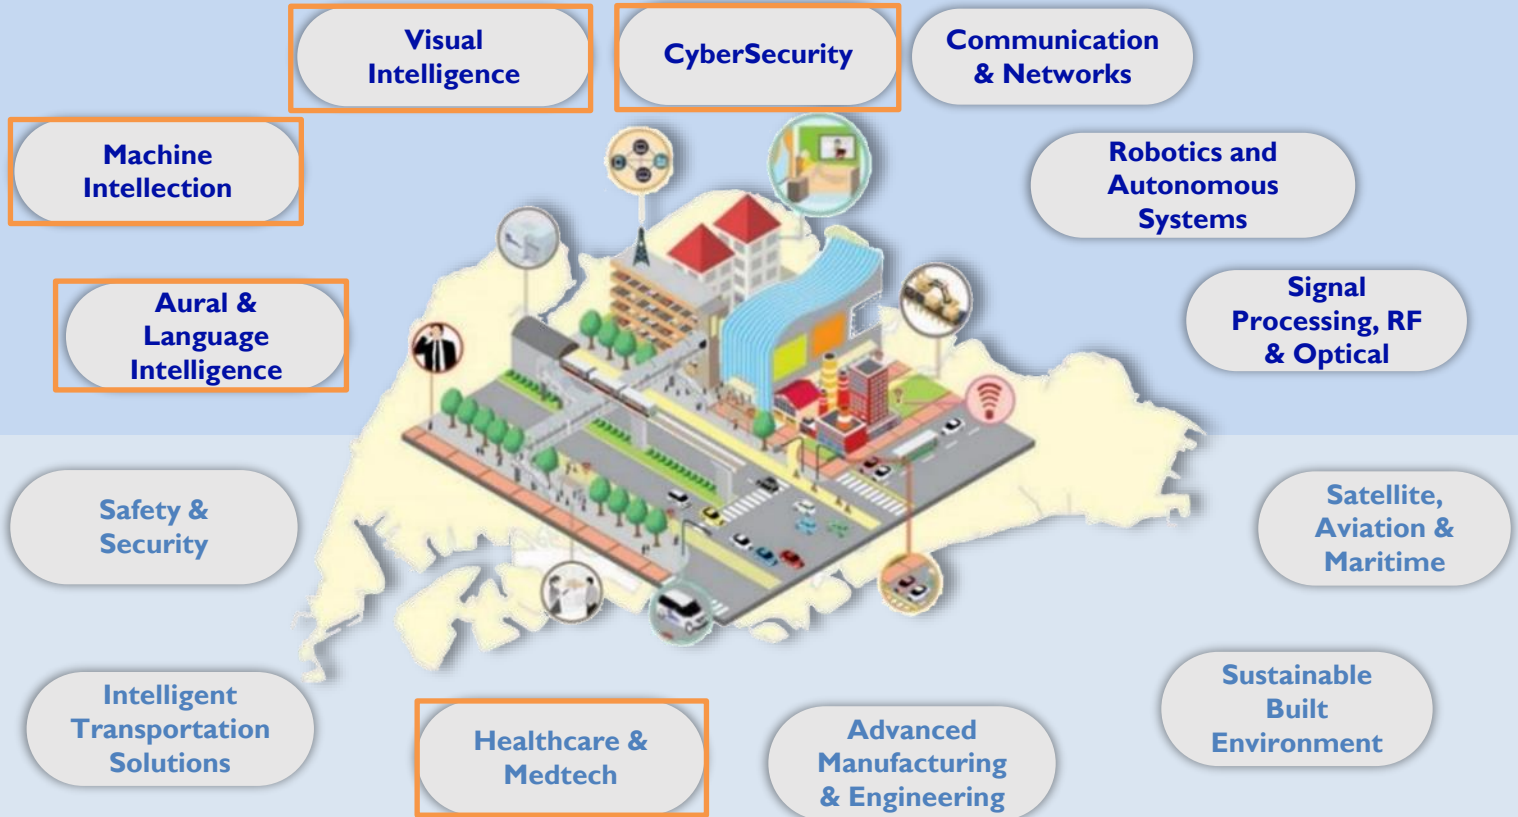 Visual
Intelligence
CyberSecurity
Communication
& Networks
Machine
Intellection
Robotics and
Autonomous
Systems
Aural &
Language
Intelligence
Signal
Processing, RF
& Optical
Safety &
Security
Satellite,
Aviation &
Maritime
Intelligent
Transportation
Solutions
Healthcare &
Medtech
Advanced
Manufacturing
& Engineering
Sustainable
Built
Environment